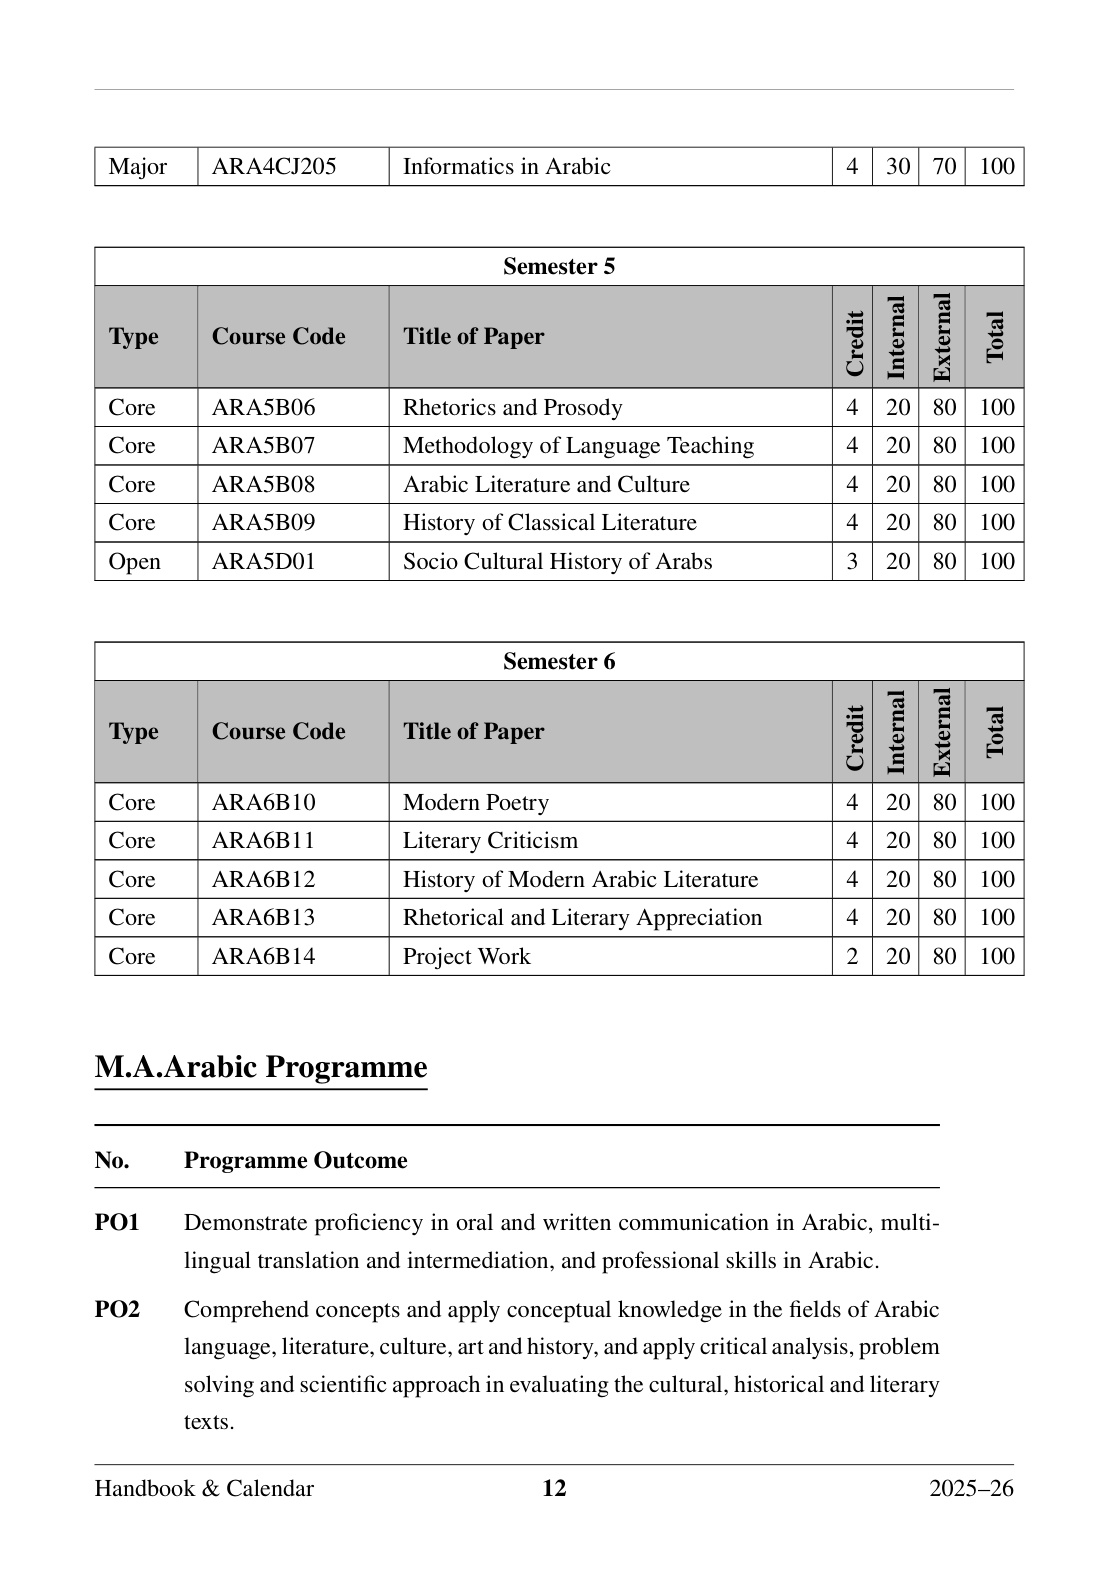 Major ARA4CJ205 Informatics in Arabic 4 30 70 100
Semester 5
Type Course Code Title of Paper Credit Internal External Total
Core ARA5B06 Rhetorics and Prosody 4 20 80 100
Core ARA5B07 Methodology of Language Teaching 4 20 80 100
Core ARA5B08 Arabic Literature and Culture 4 20 80 100
Core ARA5B09 History of Classical Literature 4 20 80 100
Open ARA5D01 Socio Cultural History of Arabs 3 20 80 100
Semester 6
Type Course Code Title of Paper Credit Internal External Total
Core ARA6B10 Modern Poetry 4 20 80 100
Core ARA6B11 Literary Criticism 4 20 80 100
Core ARA6B12 History of Modern Arabic Literature 4 20 80 100
Core ARA6B13 Rhetorical and Literary Appreciation 4 20 80 100
Core ARA6B14 Project Work 2 20 80 100
M.A.Arabic Programme
No. Programme Outcome
PO1 Demonstrate proficiency in oral and written communication in Arabic, multi-
lingual translation and intermediation, and professional skills in Arabic.
PO2 Comprehend concepts and apply conceptual knowledge in the fields of Arabic
language, literature, culture, art and history, and apply critical analysis, problem
solving and scientific approach in evaluating the cultural, historical and literary
texts.
Handbook & Calendar 12 2025–26